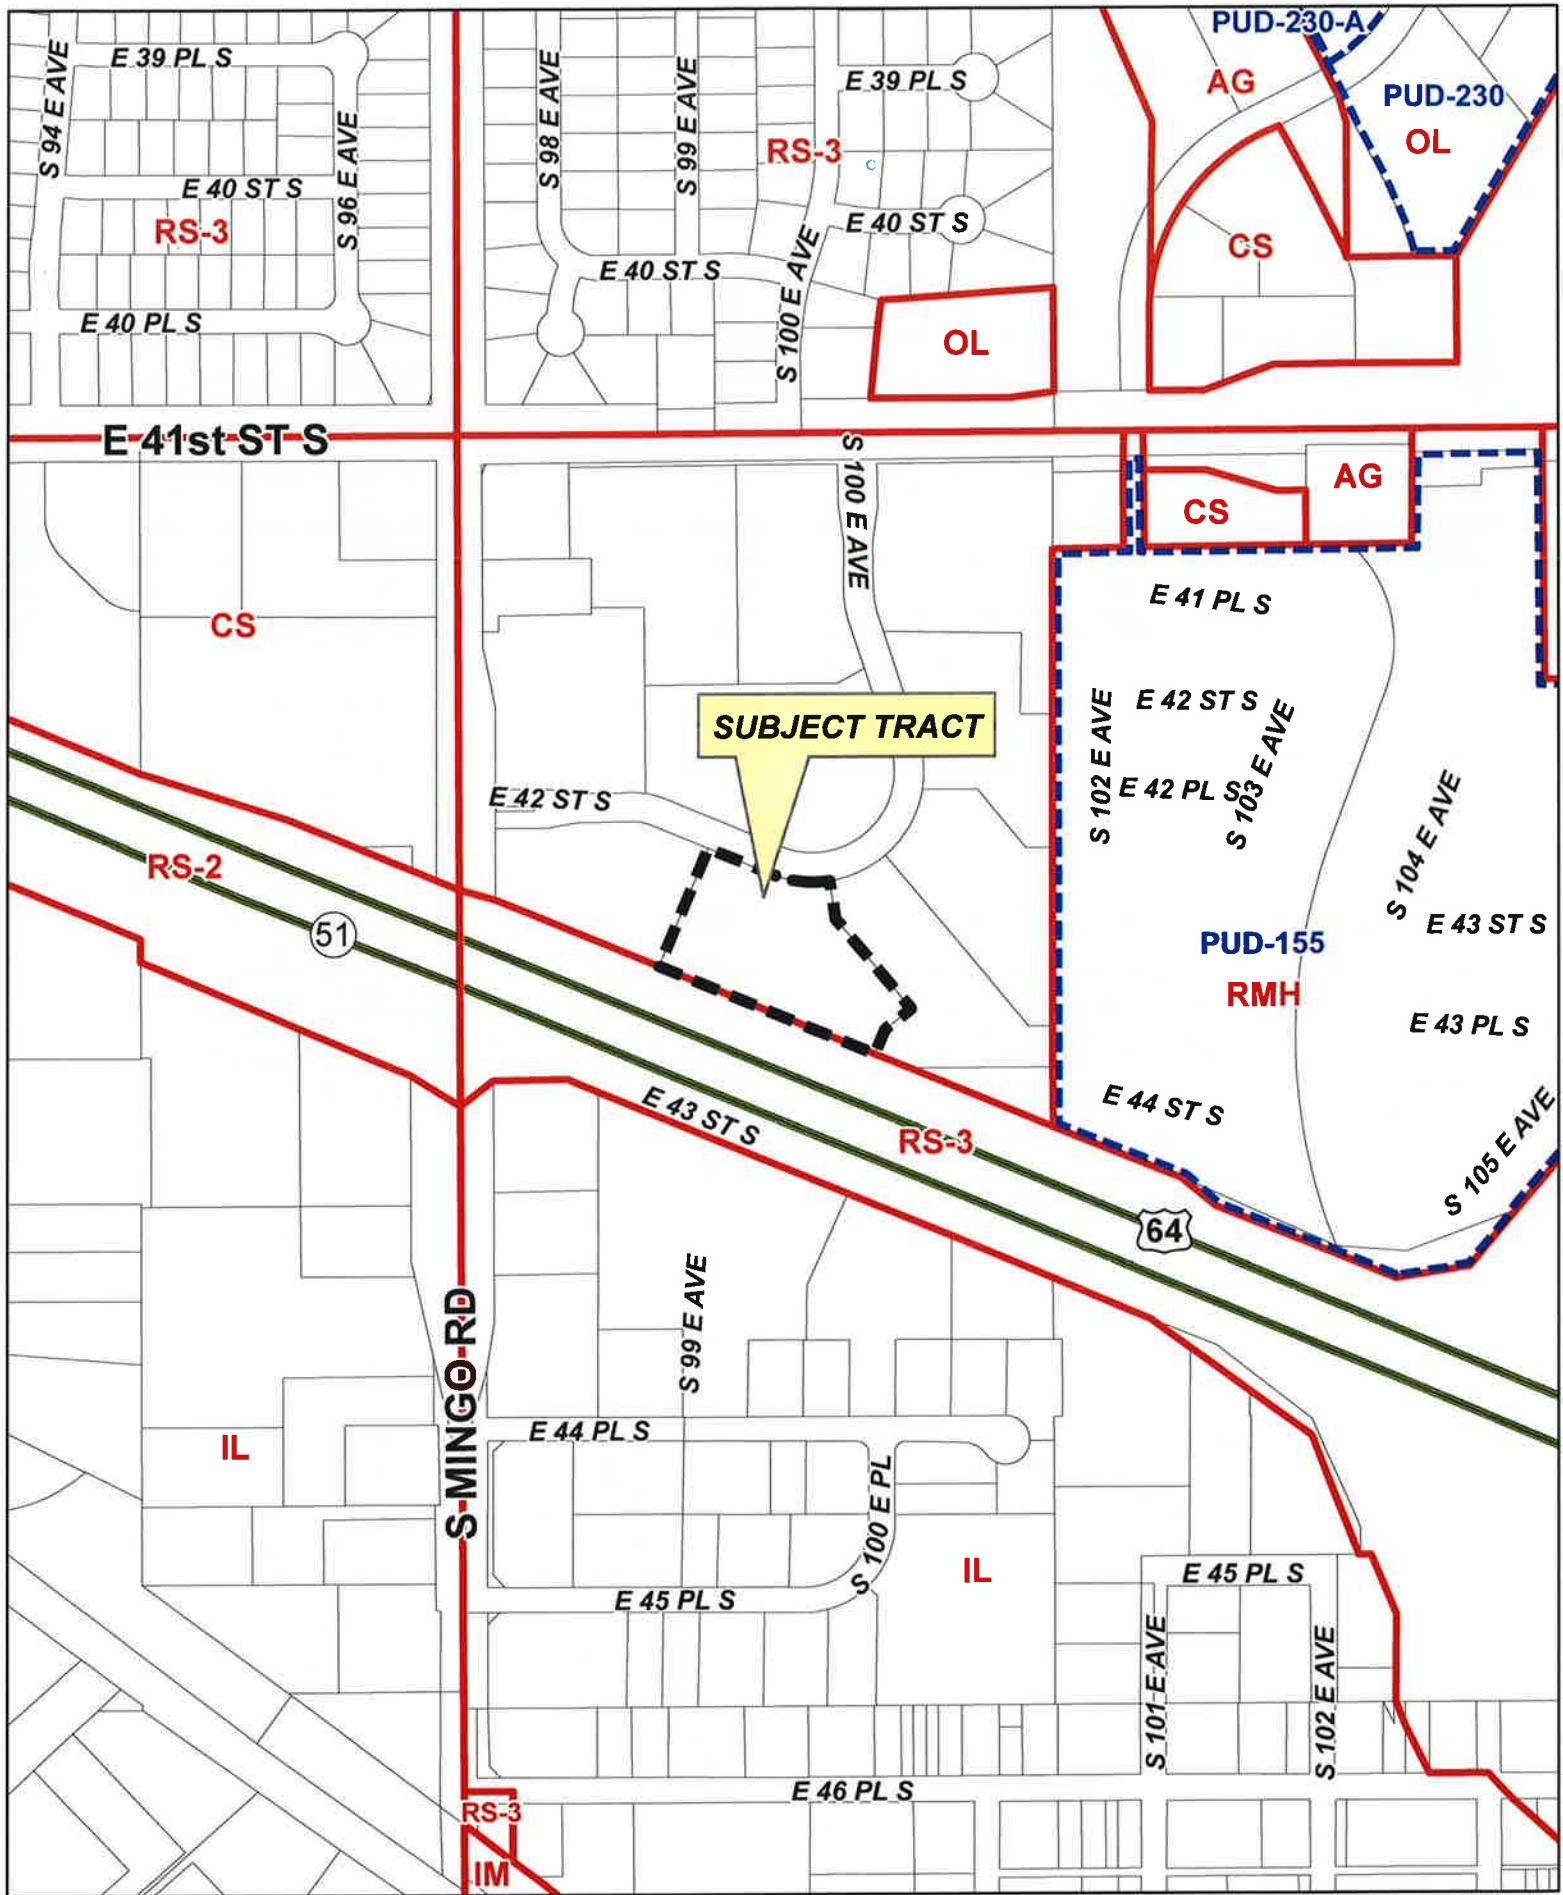 PUD-230-A
E 39 PL S
S 94 E AVE
S 96 E AVE
S 98 E AVE
S 99 E AVE
E 39 PL S
AG
PUD-230
OL
RS-3
C
E 40 ST S
RS-3
E 40 ST S
CS
E 40 ST S
S 100 E AVE
E 40 PL S
OL
E 41st ST S
S 100 E AVE
AG
CS
CS
E 41 PL S
E 42 ST S
S 102 E AVE
S 103 E AVE
SUBJECT TRACT
E 42 PL S
E 42 ST S
S 104 E AVE
RS-2
51
E 43 ST S
PUD-155
RMH
E 43 PL S
E 43 ST S
E 44 ST S
RS-3
S 105 E AVE
64
S 99 E AVE
S MINGO RD
E 44 PL S
IL
S 100 E PL
IL
E 45 PL S
E 45 PL S
S 101 E AVE
S 102 E AVE
E 46 PL S
RS-3
IM